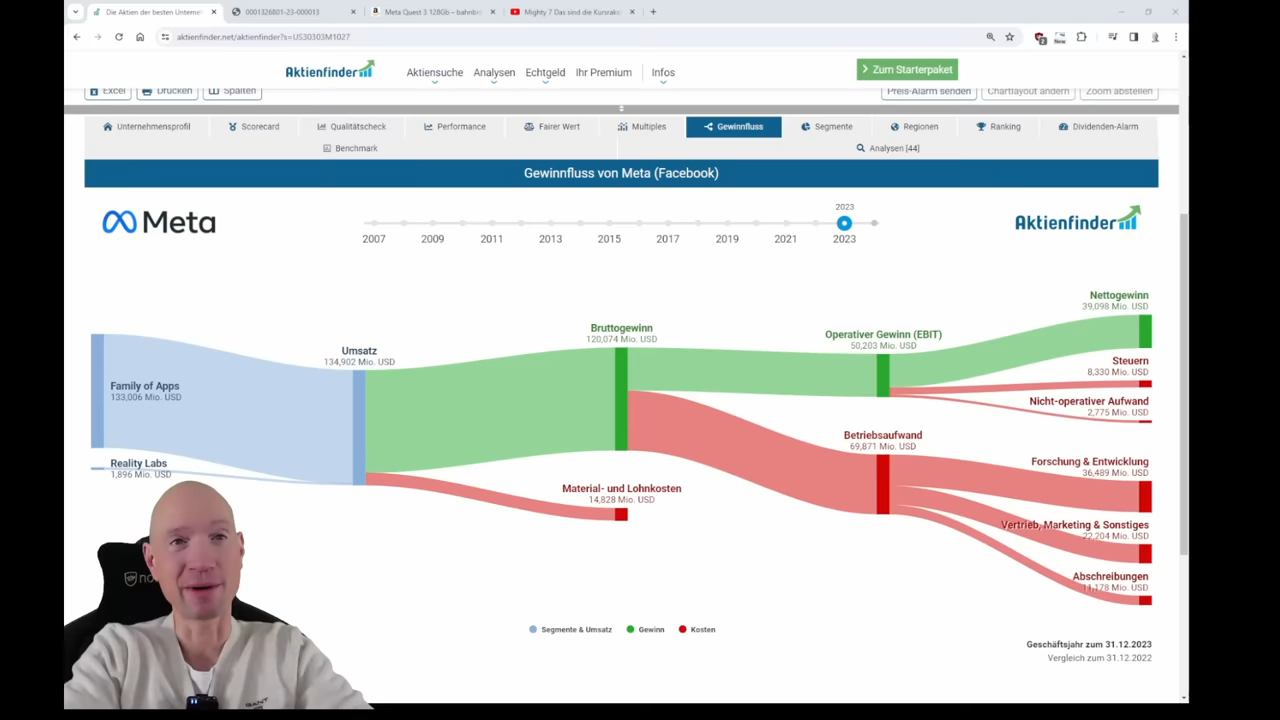 Die Aktien der besten Unterneh
0001326801-23-000013
Meta Quest 3 128Gb – bahnbr
Mighty 7 Das sind die Kursrak
aktienfinder.net/aktienfinder?s=US30303M1027
Aktienfinder
Aktiensuche
Analysen
Echtgeld
Ihr Premium
Infos
Zum Starterpaket
Excel
Drucken
Spalten
Preis-Alarm senden
Chartlayout ändern
Zoom abstellen
Unternehmensprofil
Scorecard
Qualitätscheck
Performance
Fairer Wert
Multiples
Gewinnfluss
Segmente
Regionen
Ranking
Dividenden-Alarm
Benchmark
Analysen [44]
Gewinnfluss von Meta (Facebook)
Meta
2023
2007
2009
2011
2013
2015
2017
2019
2021
2023
Aktienfinder
Family of Apps
133,006 Mio. USD
Reality Labs
1,896 Mio. USD
Umsatz
134,902 Mio. USD
Bruttogewinn
120,074 Mio. USD
Material- und Lohnkosten
14,828 Mio. USD
Operativer Gewinn (EBIT)
50,203 Mio. USD
Betriebsaufwand
69,871 Mio. USD
Nettogewinn
39,098 Mio. USD
Steuern
8,330 Mio. USD
Nicht-operativer Aufwand
2,775 Mio. USD
Forschung & Entwicklung
36,489 Mio. USD
Vertrieb, Marketing & Sonstiges
22,204 Mio. USD
Abschreibungen
11,178 Mio. USD
Segmente & Umsatz
Gewinn
Kosten
Geschäftsjahr zum 31.12.2023
Vergleich zum 31.12.2022
GANT